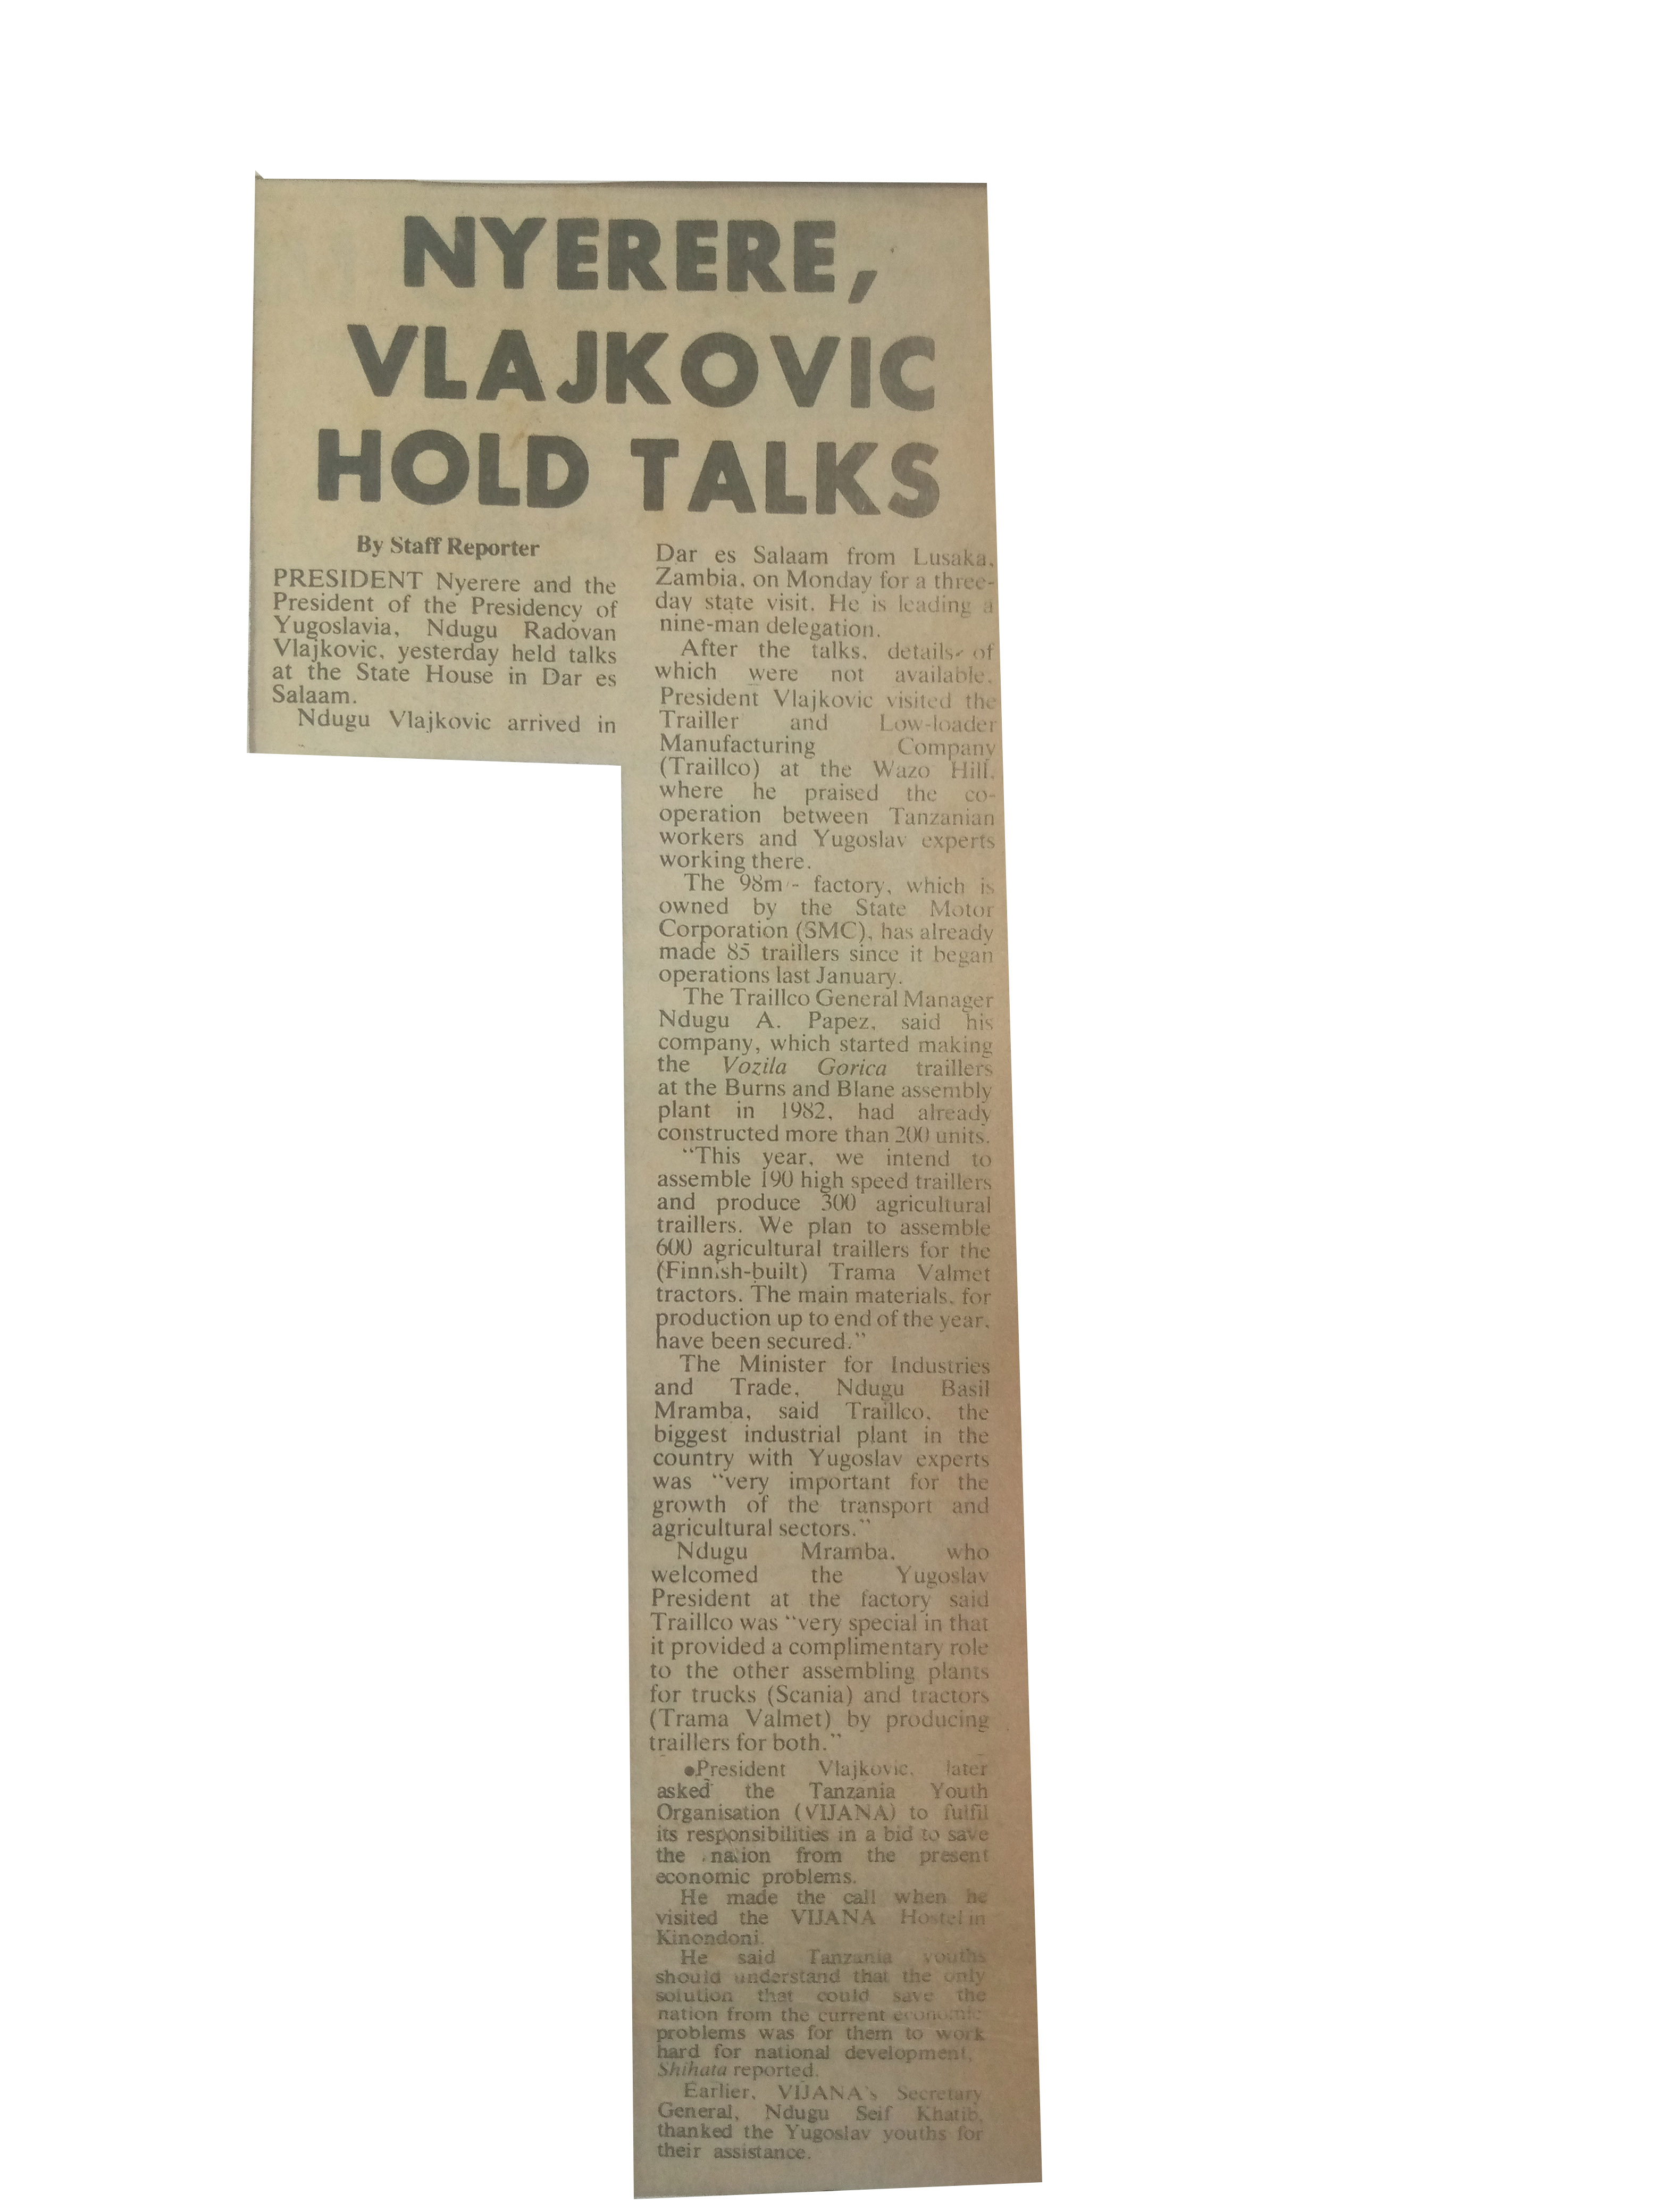 NYERERE,
VLAJKOVIC
HOLD TALKS
By Staff Reporter
PRESIDENT Nyerere and the
President of the Presidency of
Yugoslavia, Ndugu Radovan
Vlajkovic, yesterday held talks
at the State House in Dar es
Salaam.
Ndugu Vlajkovic arrived in
Dar es Salaam from Lusaka,
Zambia, on Monday for a three-
day state visit. He is leading a
nine-man delegation.
After the talks, details of
which were not available,
President Vlajkovic visited the
Trailler and Low-loader
Manufacturing Company
(Traillco) at the Wazo Hill,
where he praised the co-
operation between Tanzanian
workers and Yugoslav experts
working there.
The 98m/- factory, which is
owned by the State Motor
Corporation (SMC), has already
made 85 traillers since it began
operations last January.
The Traillco General Manager
Ndugu A. Papez, said his
company, which started making
the Vozila Gorica traillers
at the Burns and Blane assembly
plant in 1982, had already
constructed more than 200 units.
“This year, we intend to
assemble 190 high speed traillers
and produce 300 agricultural
traillers. We plan to assemble
600 agricultural traillers for the
(Finnish-built) Trama Valmet
tractors. The main materials, for
production up to end of the year,
have been secured.”
The Minister for Industries
and Trade, Ndugu Basil
Mramba, said Traillco, the
biggest industrial plant in the
country with Yugoslav experts
was “very important for the
growth of the transport and
agricultural sectors.”
Ndugu Mramba, who
welcomed the Yugoslav
President at the factory said
Traillco was “very special in that
it provided a complimentary role
to the other assembling plants
for trucks (Scania) and tractors
(Trama Valmet) by producing
traillers for both.”
●President Vlajkovic, later
asked the Tanzania Youth
Organisation (VIJANA) to fulfil
its responsibilities in a bid to save
the nation from the present
economic problems.
He made the call when he
visited the VIJANA Hostel in
Kinondoni.
He said Tanzania youths
should understand that the only
solution that could save the
nation from the current economic
problems was for them to work
hard for national development,
Shihata reported.
Earlier, VIJANA's Secretary
General, Ndugu Seif Khatib,
thanked the Yugoslav youths for
their assistance.